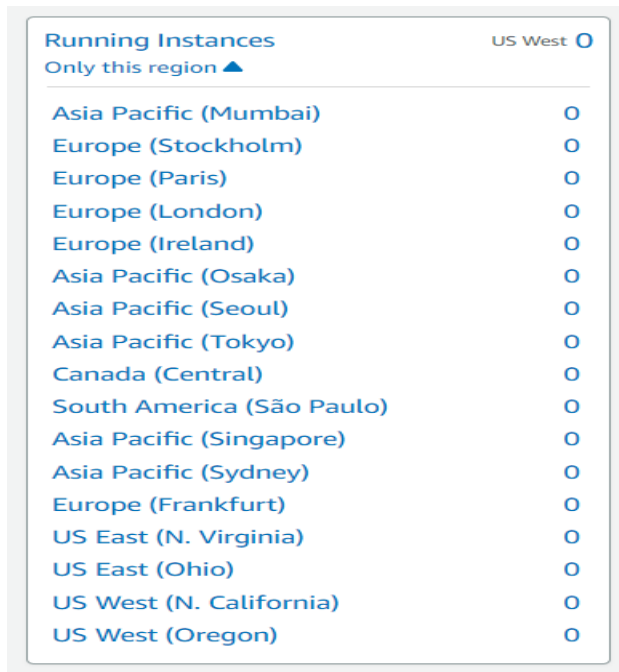 Running Instances US West 0
Only this region ▲
Asia Pacific (Mumbai) 0
Europe (Stockholm) 0
Europe (Paris) 0
Europe (London) 0
Europe (Ireland) 0
Asia Pacific (Osaka) 0
Asia Pacific (Seoul) 0
Asia Pacific (Tokyo) 0
Canada (Central) 0
South America (São Paulo) 0
Asia Pacific (Singapore) 0
Asia Pacific (Sydney) 0
Europe (Frankfurt) 0
US East (N. Virginia) 0
US East (Ohio) 0
US West (N. California) 0
US West (Oregon) 0